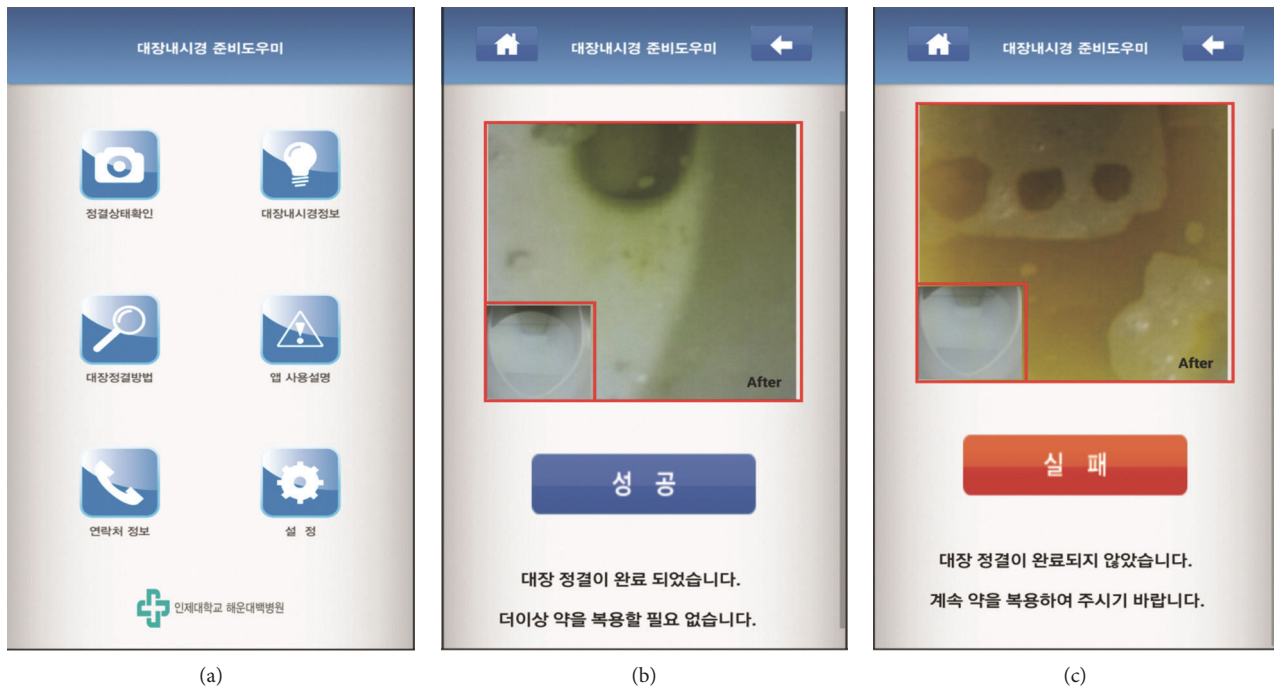 대장내시경 준비도우미
정결상태확인
대장내시경정보
대장정결방법
앱 사용설명
연락처 정보
설 정
인제대학교 해운대백병원
(a)
대장내시경 준비도우미
After
성 공
대장 정결이 완료 되었습니다.
더이상 약을 복용할 필요 없습니다.
(b)
대장내시경 준비도우미
After
실 패
대장 정결이 완료되지 않았습니다.
계속 약을 복용하여 주시기 바랍니다.
(c)